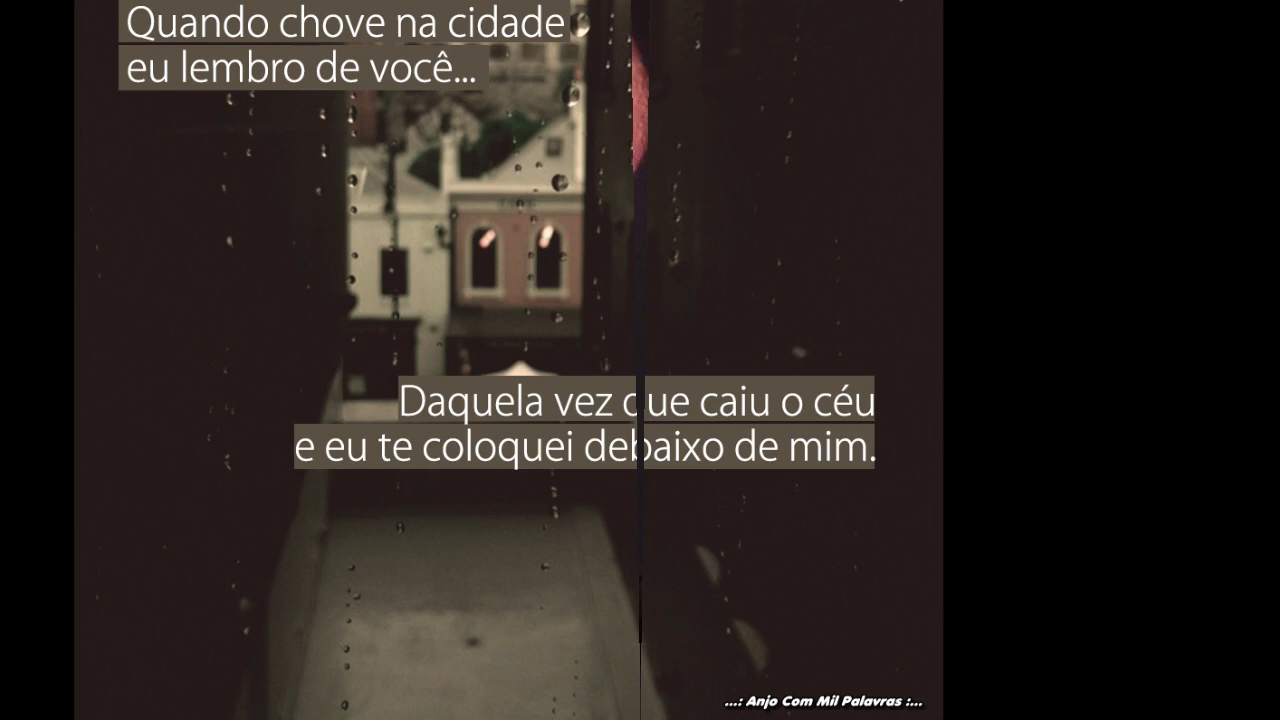 Quando chove na cidade
eu lembro de você...
Daquela vez que caiu o céu
e eu te coloquei debaixo de mim.
...: Anjo Com Mil Palavras :...